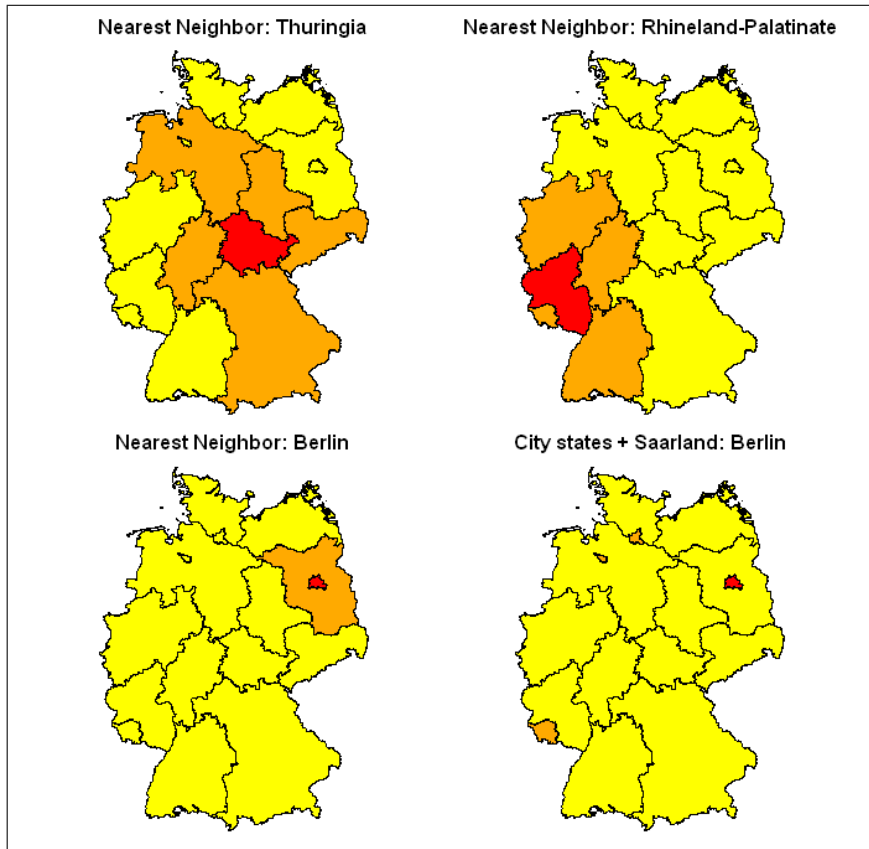 Nearest Neighbor: Thuringia
Nearest Neighbor: Rhineland-Palatinate
Nearest Neighbor: Berlin
City states + Saarland: Berlin